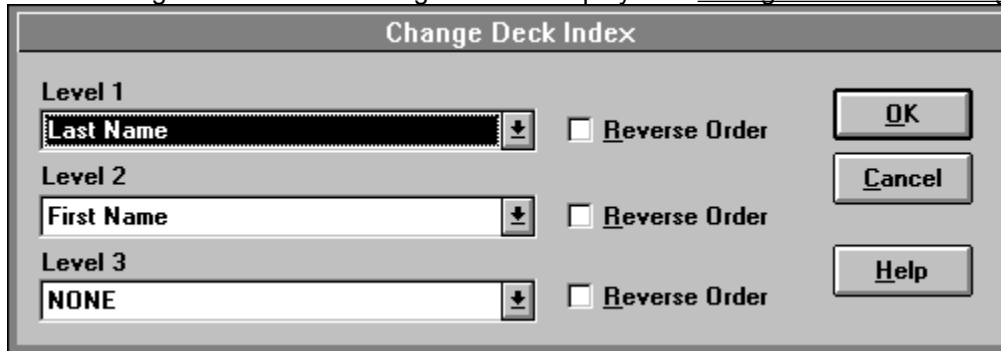 Change Deck Index
Level 1
Last Name
Reverse Order
OK
Level 2
Cancel
First Name
Reverse Order
Level 3
Help
NONE
Reverse Order